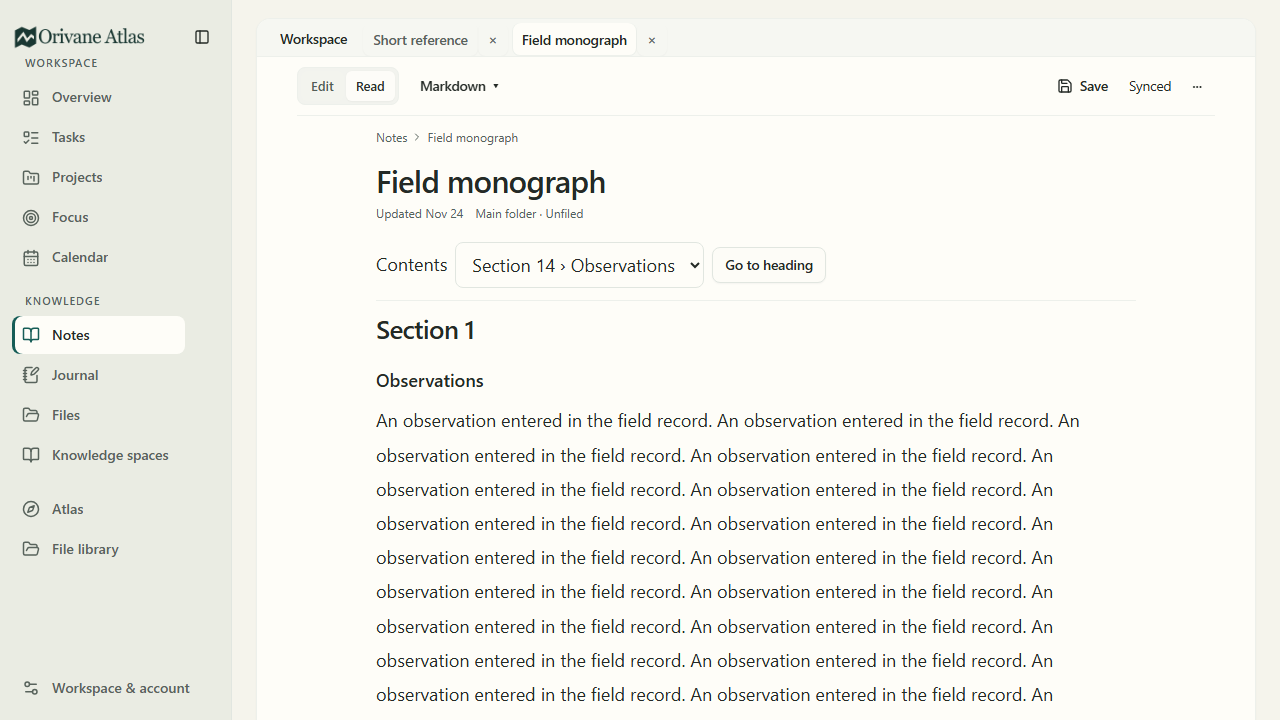 Orivane Atlas
WORKSPACE
Overview
Tasks
Projects
Focus
Calendar
KNOWLEDGE
Notes
Journal
Files
Knowledge spaces
Atlas
File library
Workspace & account
Workspace Short reference × Field monograph ×
Edit Read Markdown ▾ Save Synced ···
Notes > Field monograph
Field monograph
Updated Nov 24 Main folder · Unfiled
Contents Section 14 › Observations Go to heading
Section 1
Observations
An observation entered in the field record. An observation entered in the field record. An
observation entered in the field record. An observation entered in the field record. An
observation entered in the field record. An observation entered in the field record. An
observation entered in the field record. An observation entered in the field record. An
observation entered in the field record. An observation entered in the field record. An
observation entered in the field record. An observation entered in the field record. An
observation entered in the field record. An observation entered in the field record. An
observation entered in the field record. An observation entered in the field record. An
observation entered in the field record. An observation entered in the field record. An